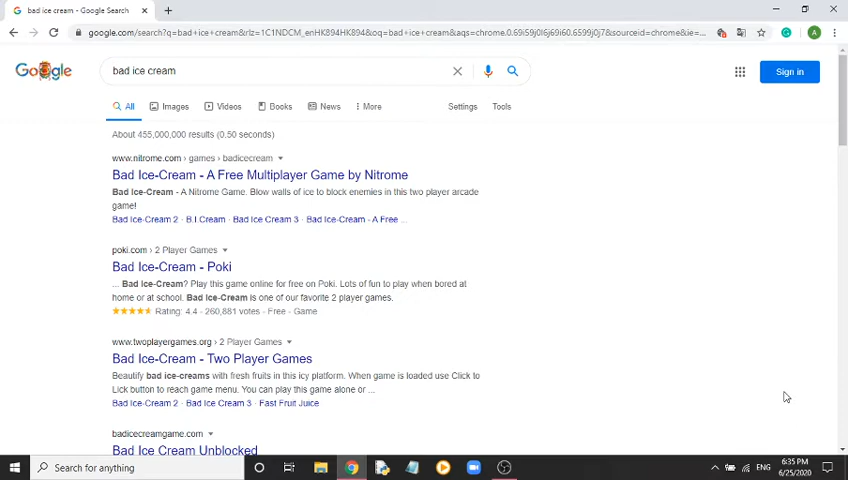 bad ice cream - Google Search
google.com/search?q=bad+ice+cream&rlz=1C1NDCM_enHK894HK894&oq=bad+ice+cream&aqs=chrome.0.69i59j0l6j69i60.6599j0j7&sourceid=chrome&ie=...
A
Google
bad ice cream
Sign in
All Images Videos Books News More Settings Tools
About 455,000,000 results (0.50 seconds)
www.nitrome.com › games › badicecream
Bad Ice-Cream - A Free Multiplayer Game by Nitrome
Bad Ice-Cream - A Nitrome Game. Blow walls of ice to block enemies in this two player arcade
game!
Bad Ice-Cream 2 · B.I.Cream · Bad Ice Cream 3 · Bad Ice-Cream - A Free ...
poki.com › 2 Player Games
Bad Ice-Cream - Poki
... Bad Ice-Cream? Play this game online for free on Poki. Lots of fun to play when bored at
home or at school. Bad Ice-Cream is one of our favorite 2 player games.
Rating: 4.4 - 260,881 votes - Free - Game
www.twoplayergames.org › 2 Player Games
Bad Ice-Cream - Two Player Games
Beautify bad ice-creams with fresh fruits in this icy platform. When game is loaded use Click to
Lick button to reach game menu. You can play this game alone or ...
Bad Ice-Cream 2 · Bad Ice Cream 3 · Fast Fruit Juice
badicecreamgame.com
Bad Ice Cream Unblocked
Search for anything
ENG
6:35 PM
6/25/2020